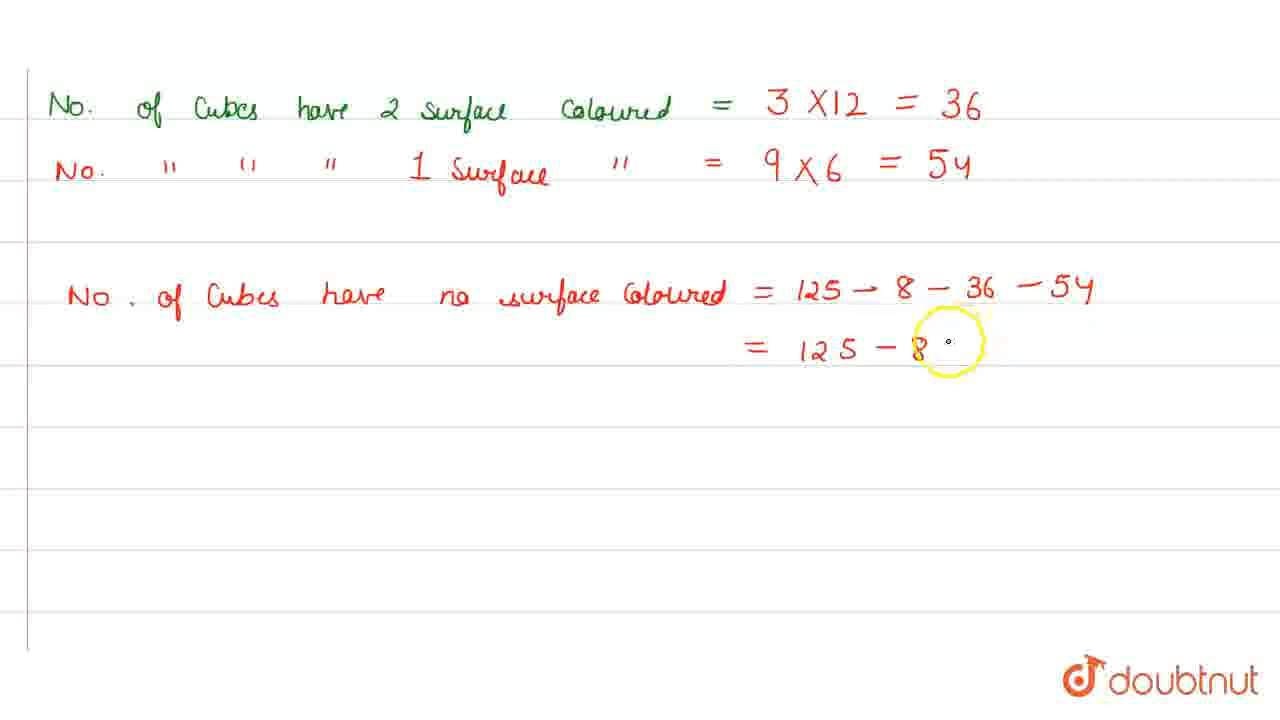 No. of Cubes have 2 surface Coloured = 3 X 12 = 36
No. " " " 1 Surface " = 9 X 6 = 54
No. of Cubes have no surface Coloured = 125 - 8 - 36 - 54
= 125 - 8
doubtnut